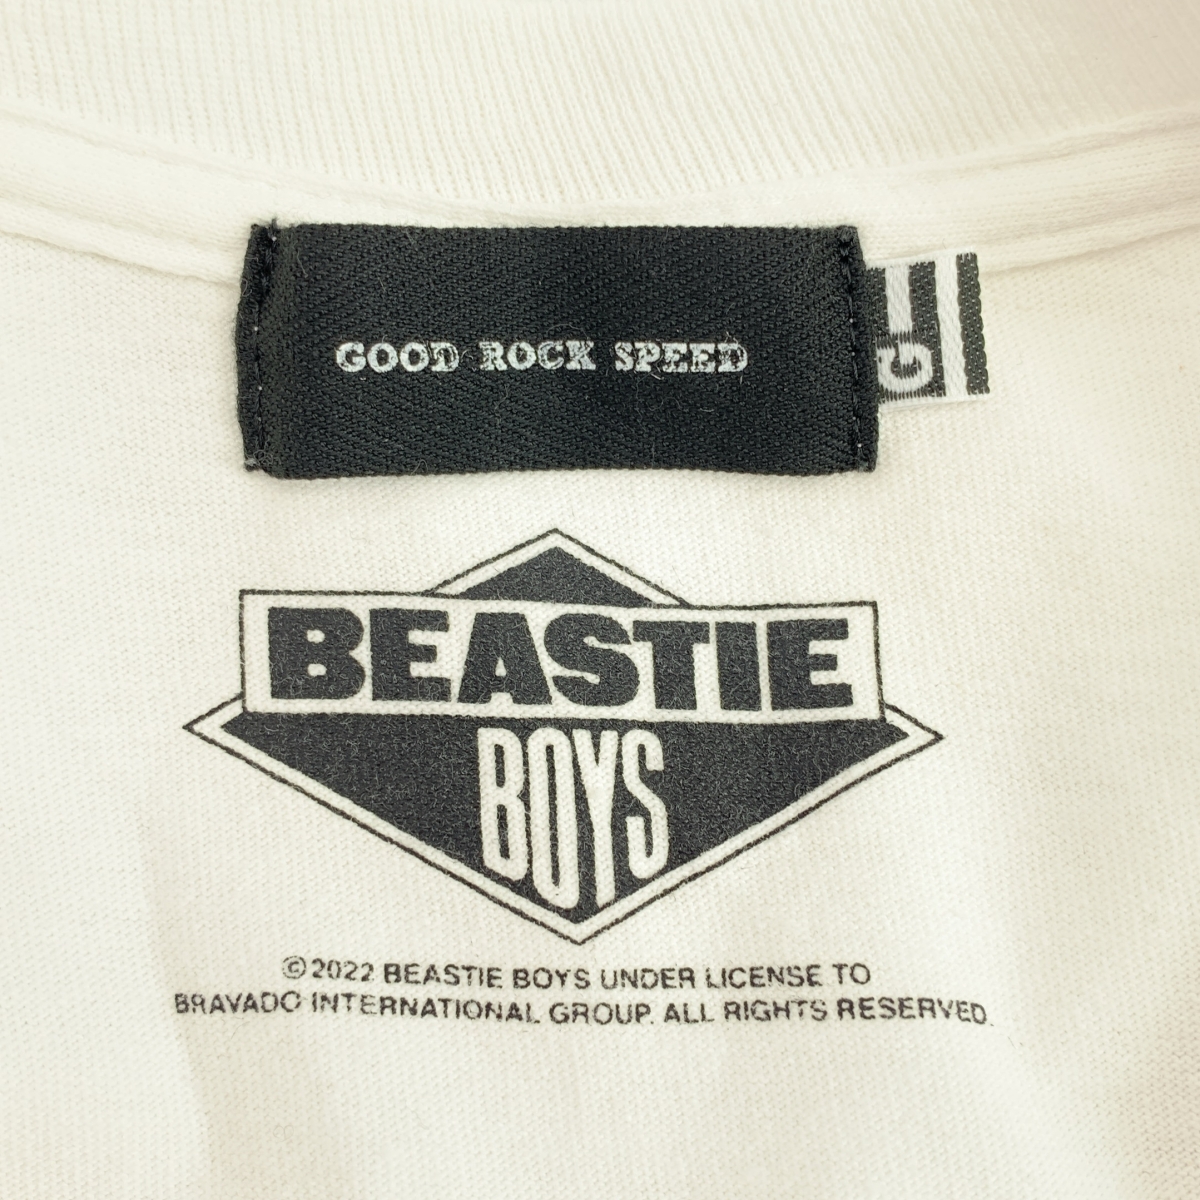 GOOD ROCK SPEED
G
BEASTIE
BOYS
©2022 BEASTIE BOYS UNDER LICENSE TO
BRAVADO INTERNATIONAL GROUP. ALL RIGHTS RESERVED.